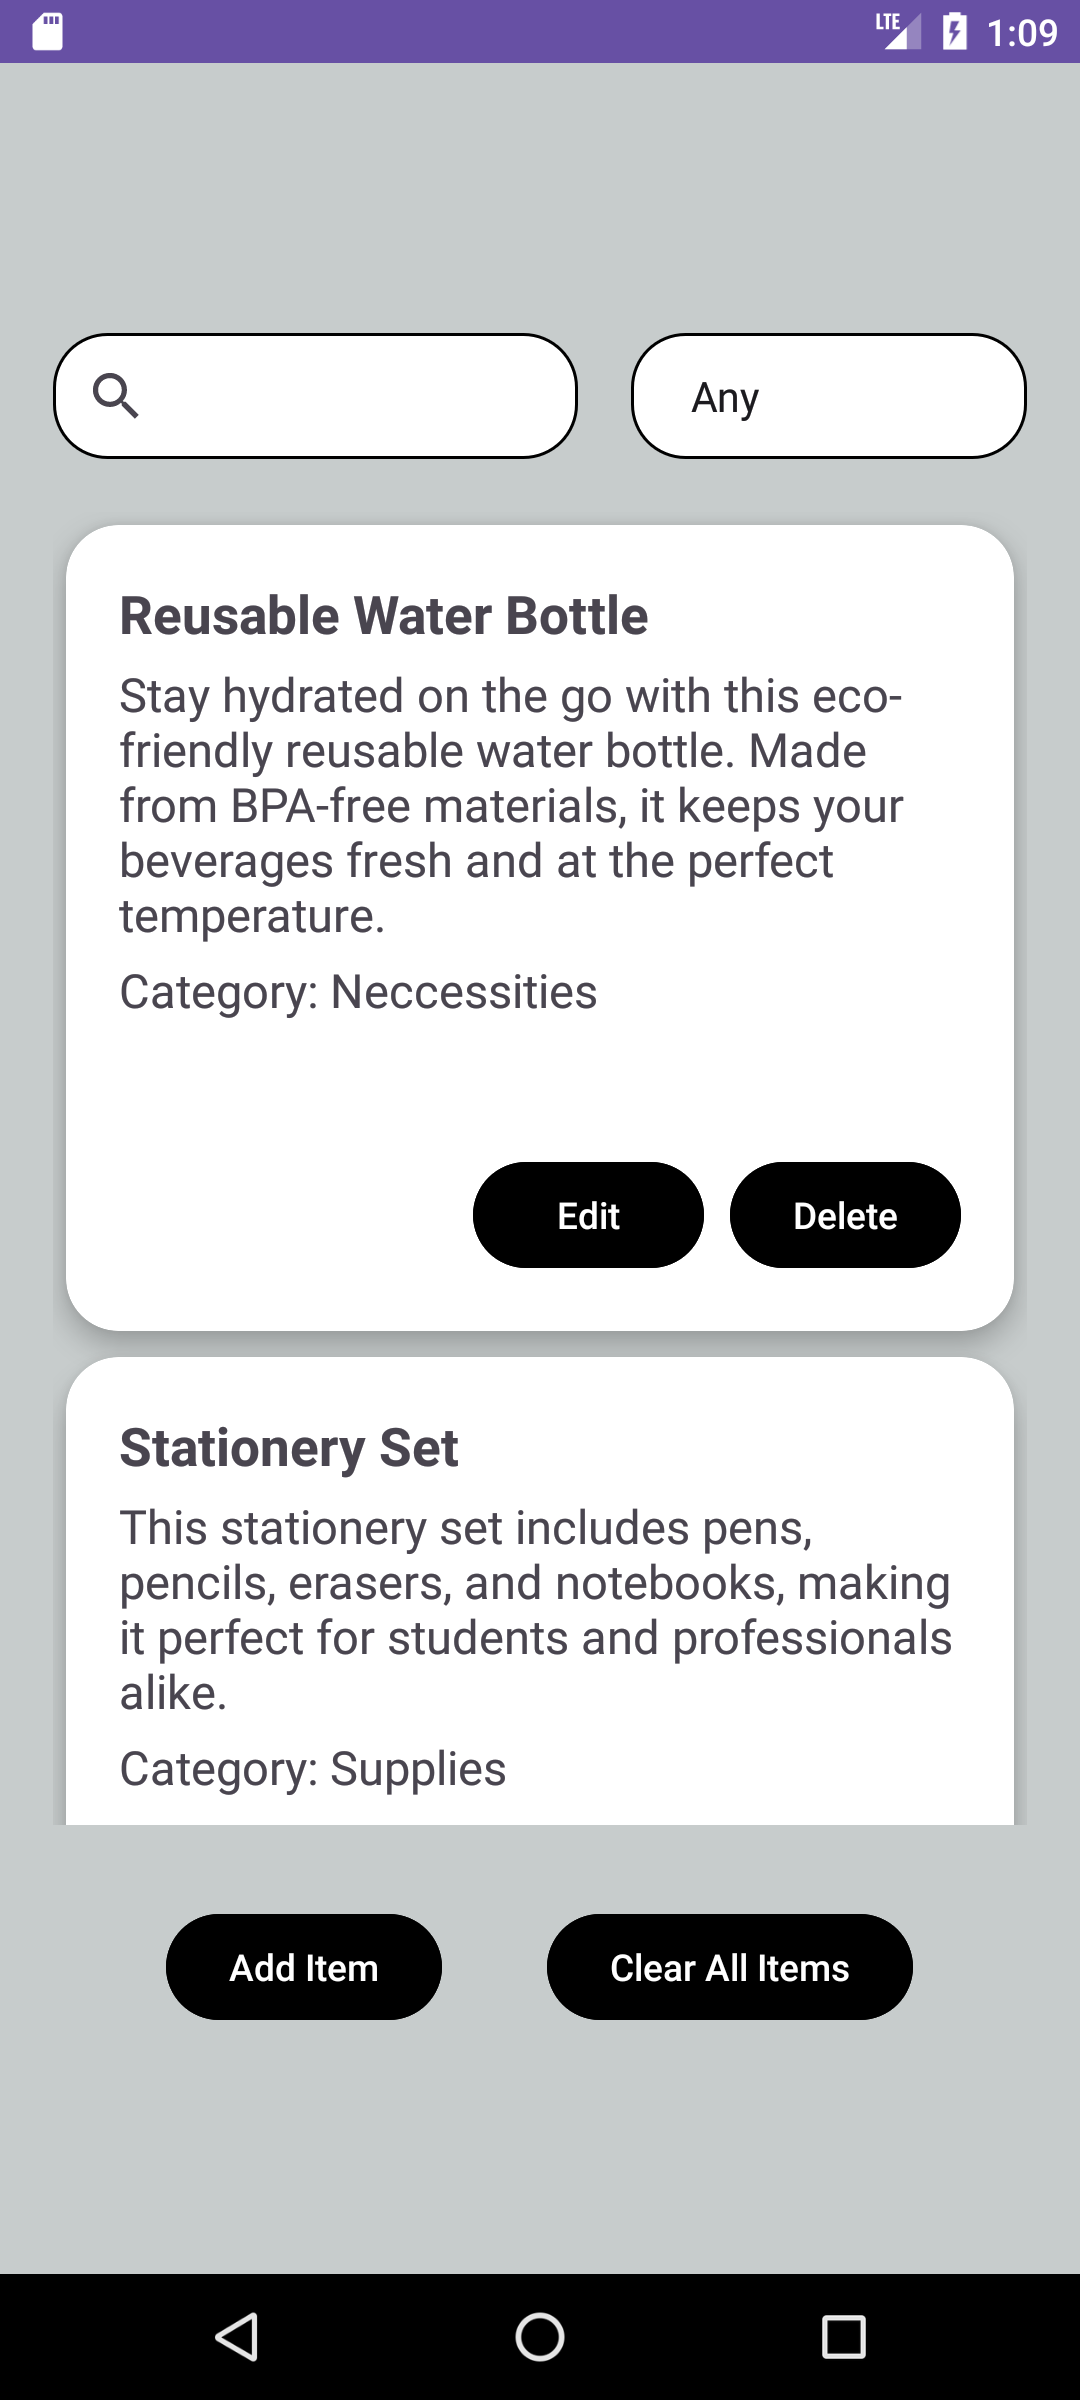 LTE 1:09
Any
Reusable Water Bottle
Stay hydrated on the go with this eco-
friendly reusable water bottle. Made
from BPA-free materials, it keeps your
beverages fresh and at the perfect
temperature.
Category: Neccessities
Edit Delete
Stationery Set
This stationery set includes pens,
pencils, erasers, and notebooks, making
it perfect for students and professionals
alike.
Category: Supplies
Add Item Clear All Items